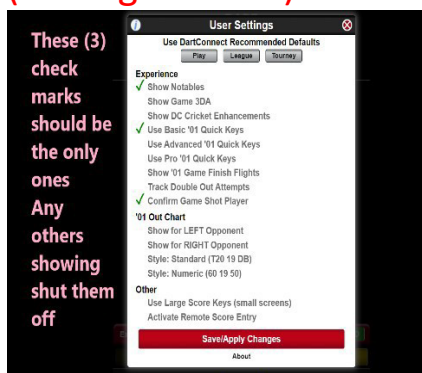 These (3)
check
marks
should be
the only
ones
Any
others
showing
shut them
off
User Settings
Use DartConnect Recommended Defaults
Play League Tourney
Experience
Show Notables
Show Game 3DA
Show DC Cricket Enhancements
Use Basic '01 Quick Keys
Use Advanced '01 Quick Keys
Use Pro '01 Quick Keys
Show '01 Game Finish Flights
Track Double Out Attempts
Confirm Game Shot Player
'01 Out Chart
Show for LEFT Opponent
Show for RIGHT Opponent
Style: Standard (T20 19 DB)
Style: Numeric (60 19 50)
Other
Use Large Score Keys (small screens)
Activate Remote Score Entry
Save/Apply Changes
About